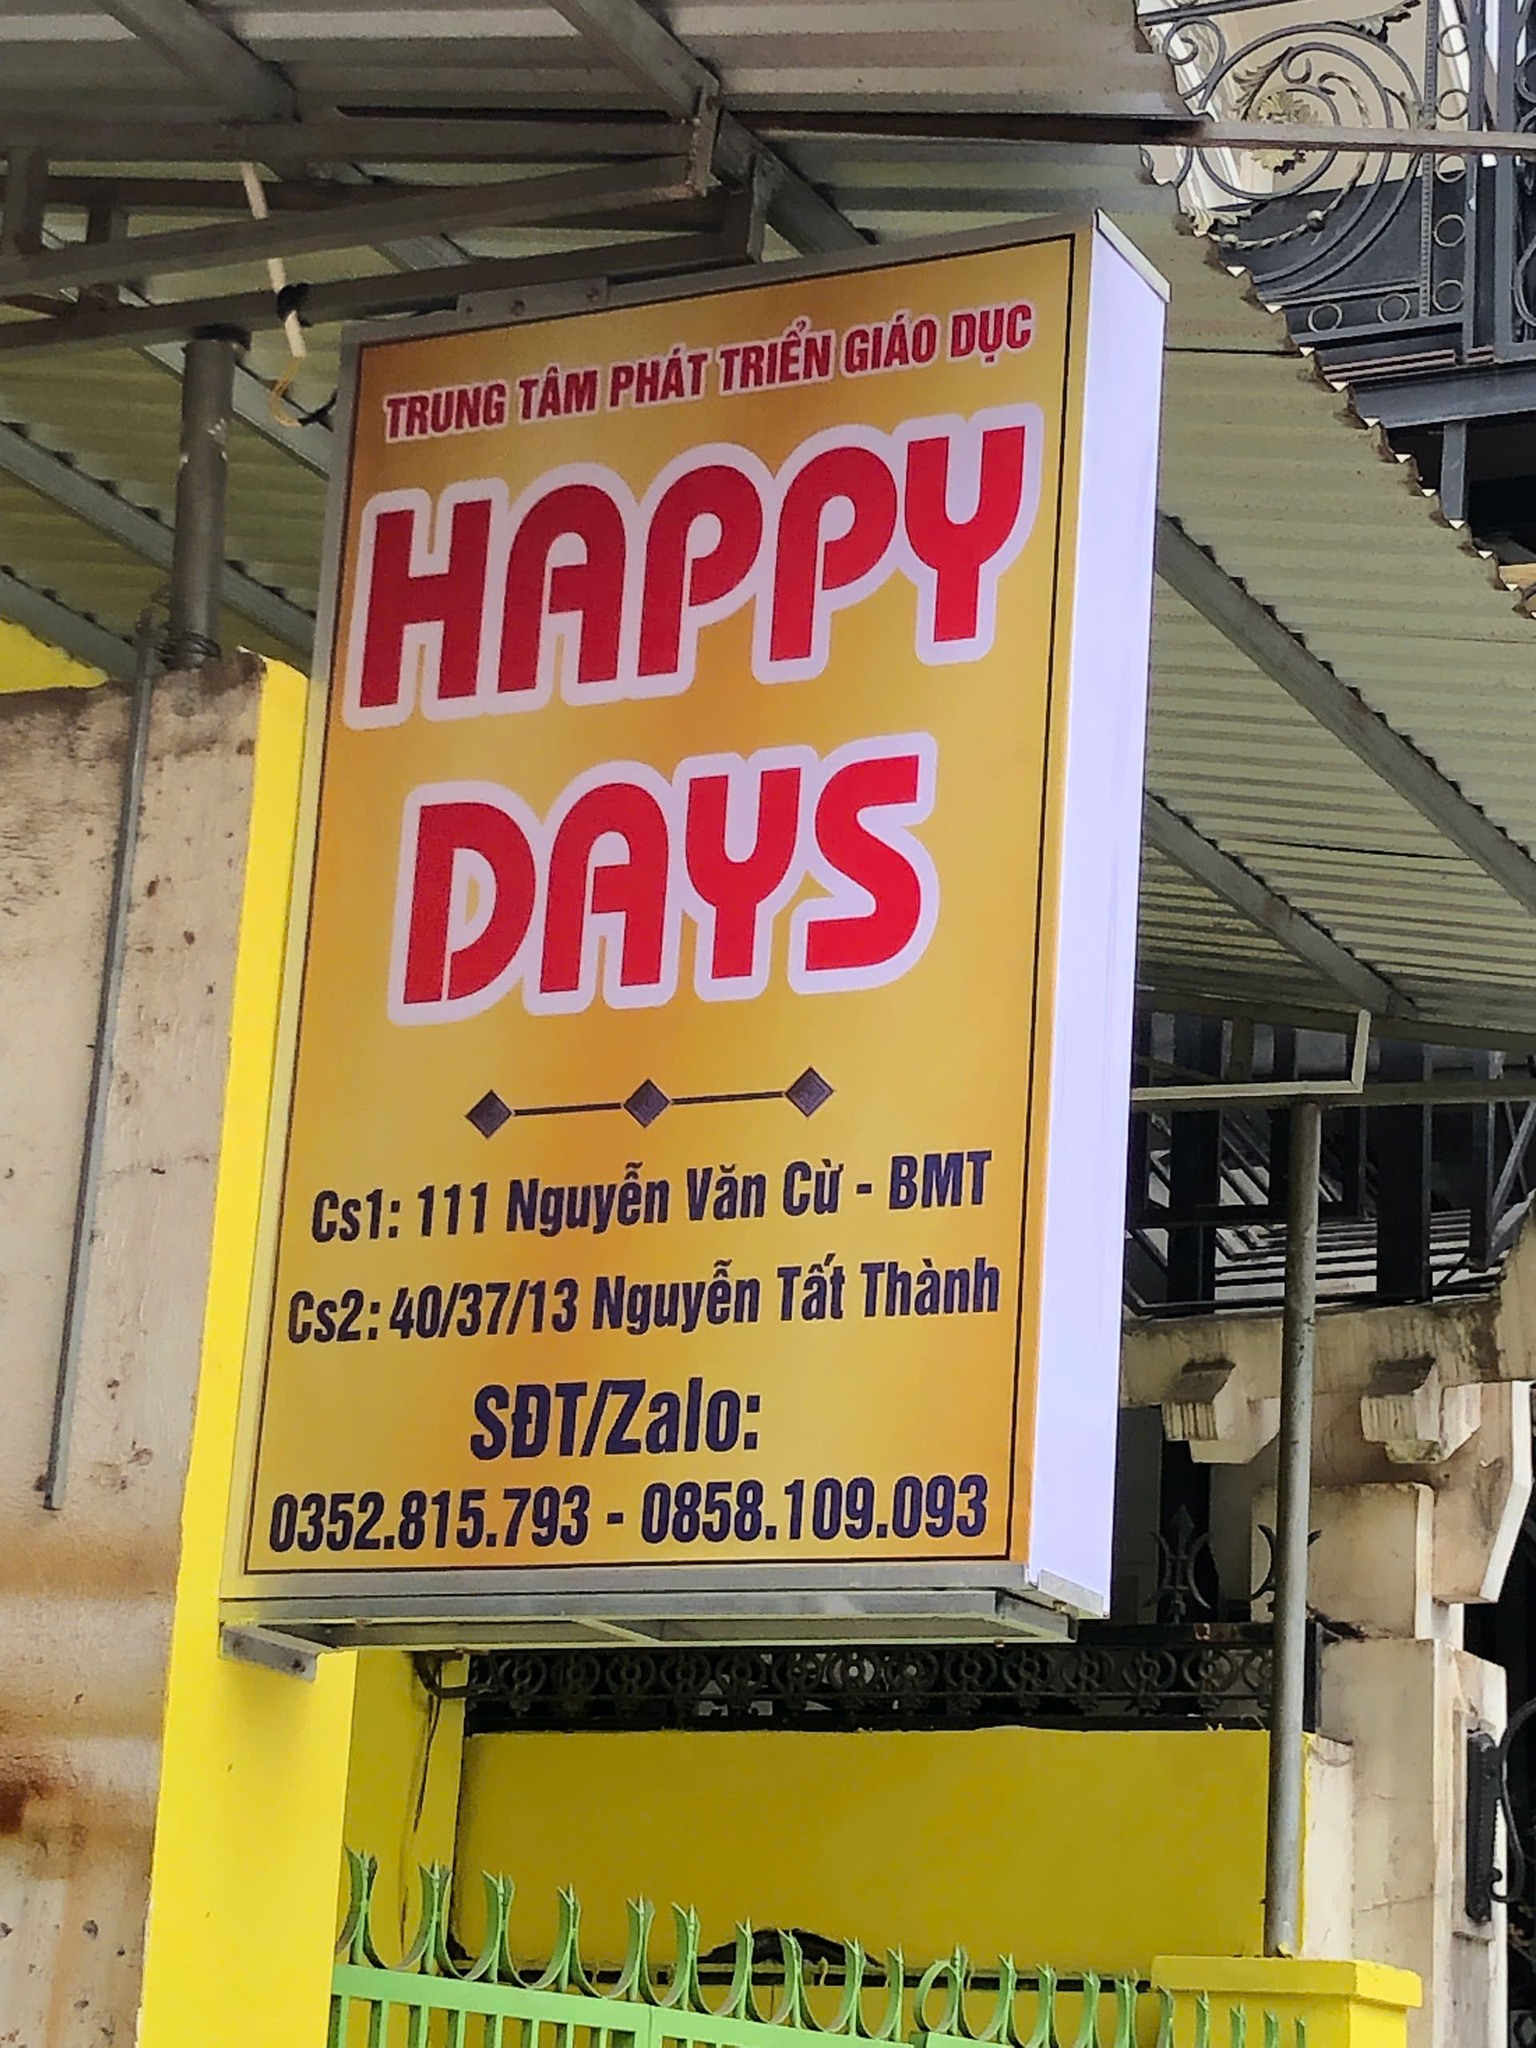 TRUNG TÂM PHÁT TRIỂN GIÁO DỤC
HAPPY
DAYS
Cs1: 111 Nguyễn Văn Cừ - BMT
Cs2: 40/37/13 Nguyễn Tất Thành
SĐT/Zalo:
0352.815.793 - 0858.109.093